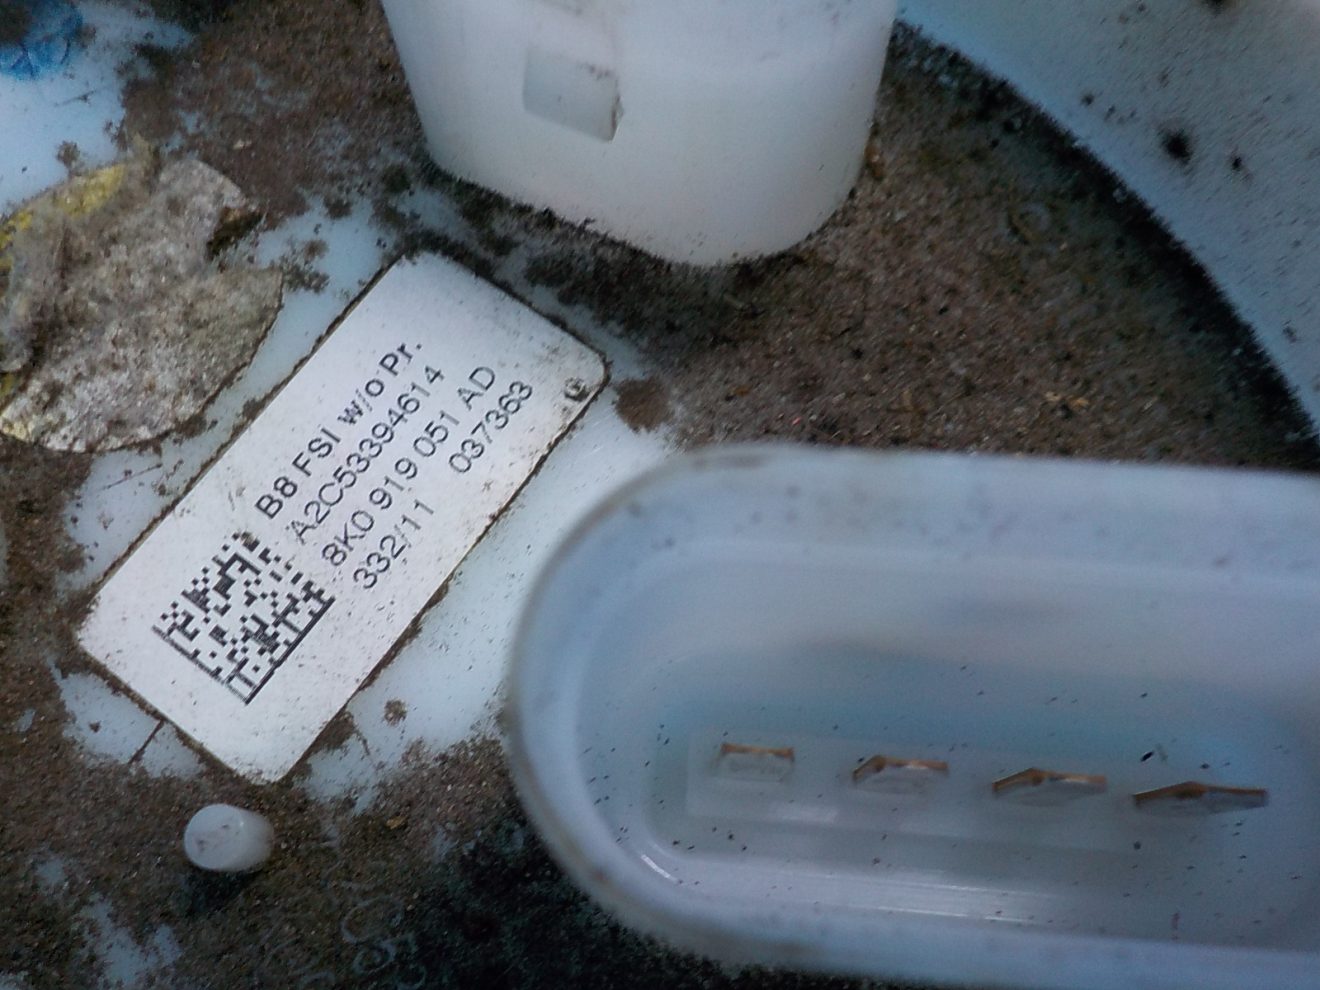 B8 FSI w/o Pr.
A2C53394614
8K0 919 051 AD
332/11 037363